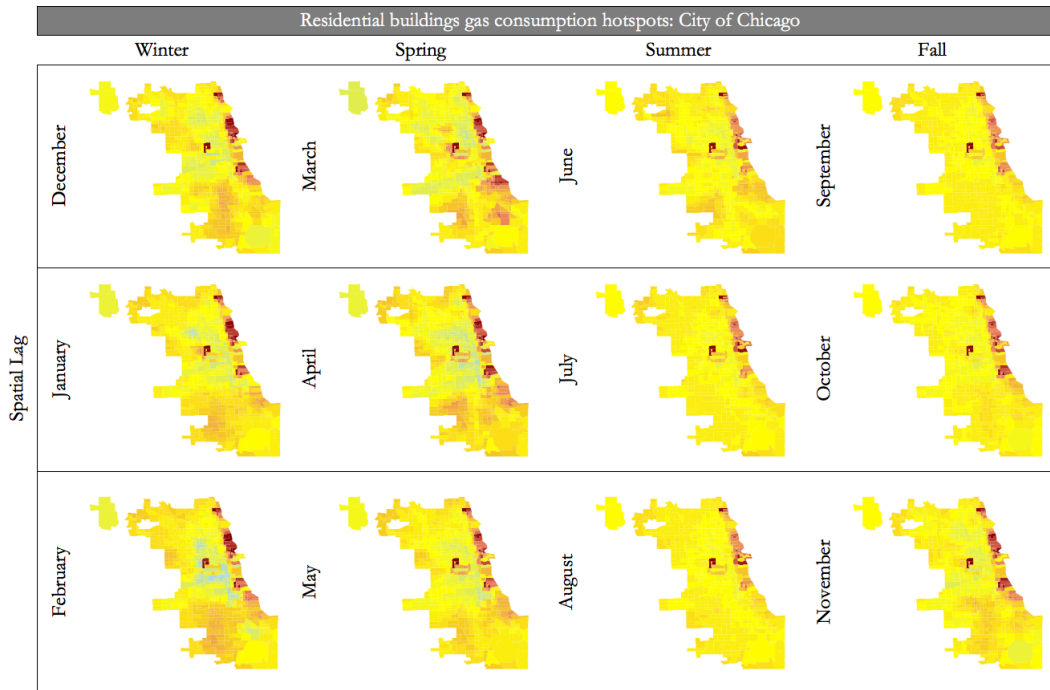 Residential buildings gas consumption hotspots: City of Chicago
Winter
Spring
Summer
Fall
Spatial Lag
December
March
June
September
January
April
July
October
February
May
August
November